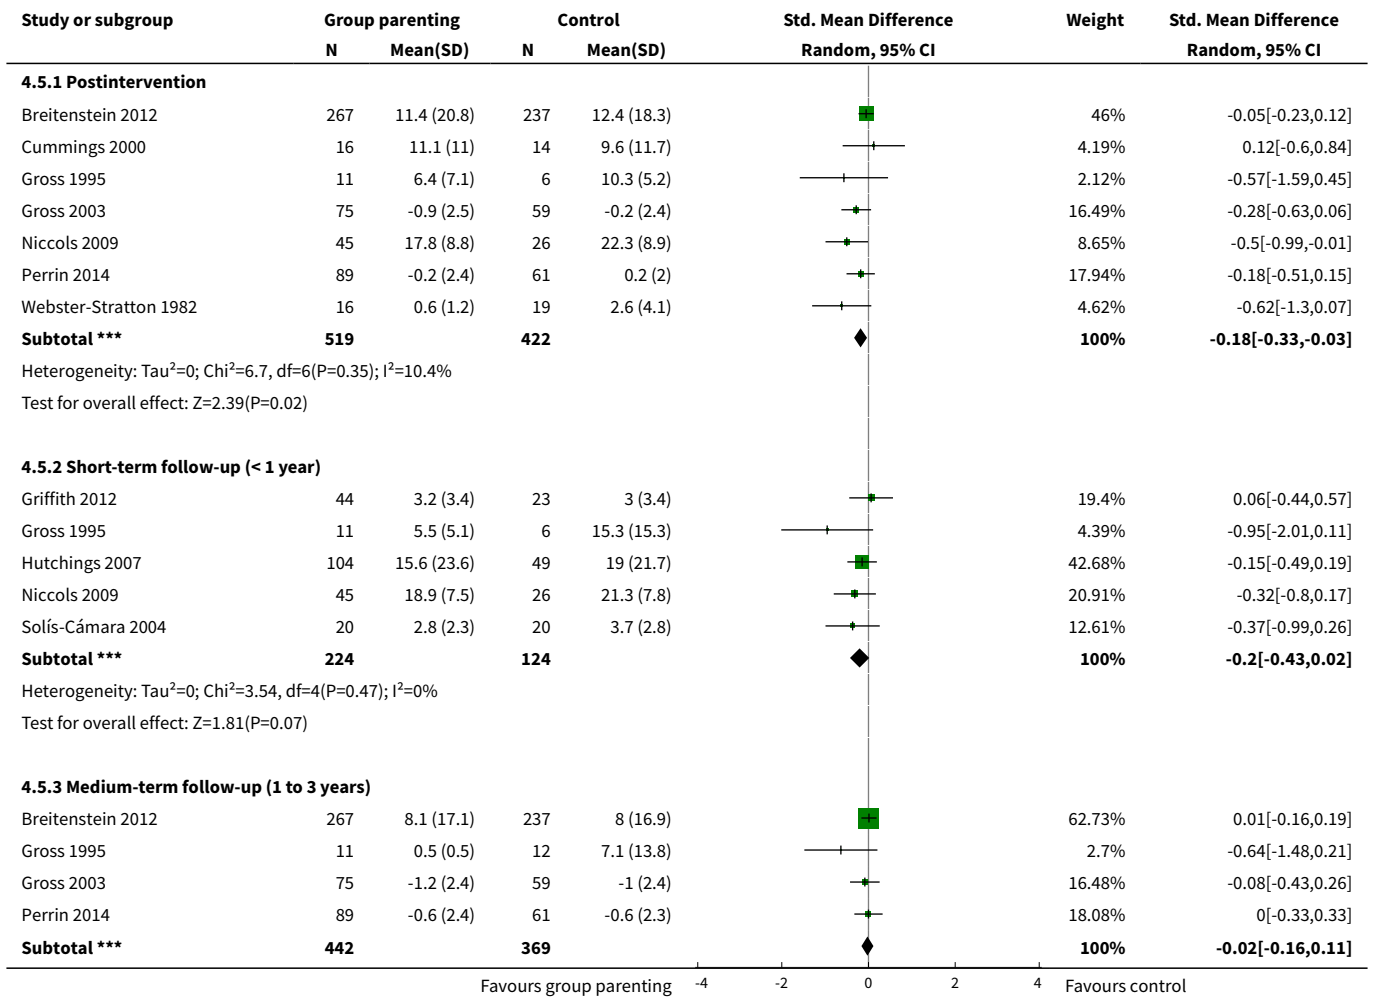 Study or subgroup Group parenting Control Std. Mean Difference Weight Std. Mean Difference
N Mean(SD) N Mean(SD) Random, 95% CI Random, 95% CI
4.5.1 Postintervention
Breitenstein 2012 267 11.4 (20.8) 237 12.4 (18.3) 46% -0.05[-0.23,0.12]
Cummings 2000 16 11.1 (11) 14 9.6 (11.7) 4.19% 0.12[-0.6,0.84]
Gross 1995 11 6.4 (7.1) 6 10.3 (5.2) 2.12% -0.57[-1.59,0.45]
Gross 2003 75 -0.9 (2.5) 59 -0.2 (2.4) 16.49% -0.28[-0.63,0.06]
Niccols 2009 45 17.8 (8.8) 26 22.3 (8.9) 8.65% -0.5[-0.99,-0.01]
Perrin 2014 89 -0.2 (2.4) 61 0.2 (2) 17.94% -0.18[-0.51,0.15]
Webster-Stratton 1982 16 0.6 (1.2) 19 2.6 (4.1) 4.62% -0.62[-1.3,0.07]
Subtotal *** 519 422 100% -0.18[-0.33,-0.03]
Heterogeneity: Tau²=0; Chi²=6.7, df=6(P=0.35); I²=10.4%
Test for overall effect: Z=2.39(P=0.02)
4.5.2 Short-term follow-up (< 1 year)
Griffith 2012 44 3.2 (3.4) 23 3 (3.4) 19.4% 0.06[-0.44,0.57]
Gross 1995 11 5.5 (5.1) 6 15.3 (15.3) 4.39% -0.95[-2.01,0.11]
Hutchings 2007 104 15.6 (23.6) 49 19 (21.7) 42.68% -0.15[-0.49,0.19]
Niccols 2009 45 18.9 (7.5) 26 21.3 (7.8) 20.91% -0.32[-0.8,0.17]
Solís-Cámara 2004 20 2.8 (2.3) 20 3.7 (2.8) 12.61% -0.37[-0.99,0.26]
Subtotal *** 224 124 100% -0.2[-0.43,0.02]
Heterogeneity: Tau²=0; Chi²=3.54, df=4(P=0.47); I²=0%
Test for overall effect: Z=1.81(P=0.07)
4.5.3 Medium-term follow-up (1 to 3 years)
Breitenstein 2012 267 8.1 (17.1) 237 8 (16.9) 62.73% 0.01[-0.16,0.19]
Gross 1995 11 0.5 (0.5) 12 7.1 (13.8) 2.7% -0.64[-1.48,0.21]
Gross 2003 75 -1.2 (2.4) 59 -1 (2.4) 16.48% -0.08[-0.43,0.26]
Perrin 2014 89 -0.6 (2.4) 61 -0.6 (2.3) 18.08% 0[-0.33,0.33]
Subtotal *** 442 369 100% -0.02[-0.16,0.11]
Favours group parenting -4 -2 0 2 4 Favours control